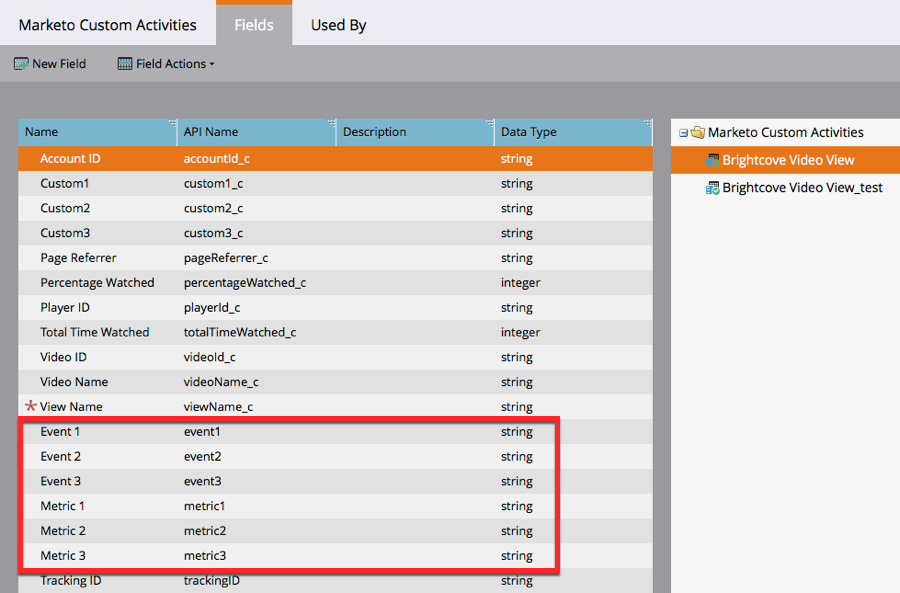 Marketo Custom Activities Fields Used By
New Field Field Actions
Name API Name Description Data Type
Account ID accountId_c string
Custom1 custom1_c string
Custom2 custom2_c string
Custom3 custom3_c string
Page Referrer pageReferrer_c string
Percentage Watched percentageWatched_c integer
Player ID playerId_c string
Total Time Watched totalTimeWatched_c integer
Video ID videoId_c string
Video Name videoName_c string
* View Name viewName_c string
Event 1 event1 string
Event 2 event2 string
Event 3 event3 string
Metric 1 metric1 string
Metric 2 metric2 string
Metric 3 metric3 string
Tracking ID trackingID string
Marketo Custom Activities
Brightcove Video View
Brightcove Video View_test